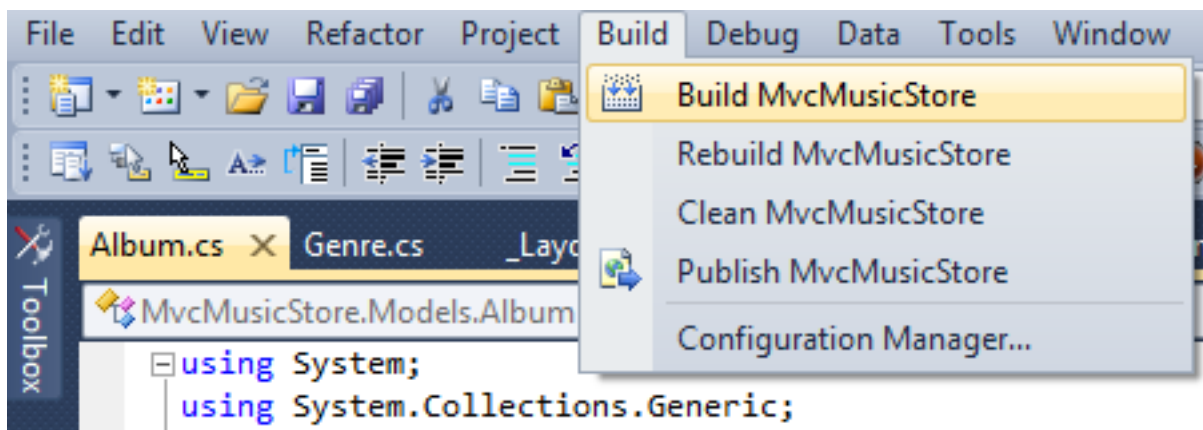 File Edit View Refactor Project Build Debug Data Tools Window
Build MvcMusicStore
Rebuild MvcMusicStore
Clean MvcMusicStore
Publish MvcMusicStore
Configuration Manager...
Toolbox
Album.cs Genre.cs
MvcMusicStore.Models.Album
using System;
using System.Collections.Generic;